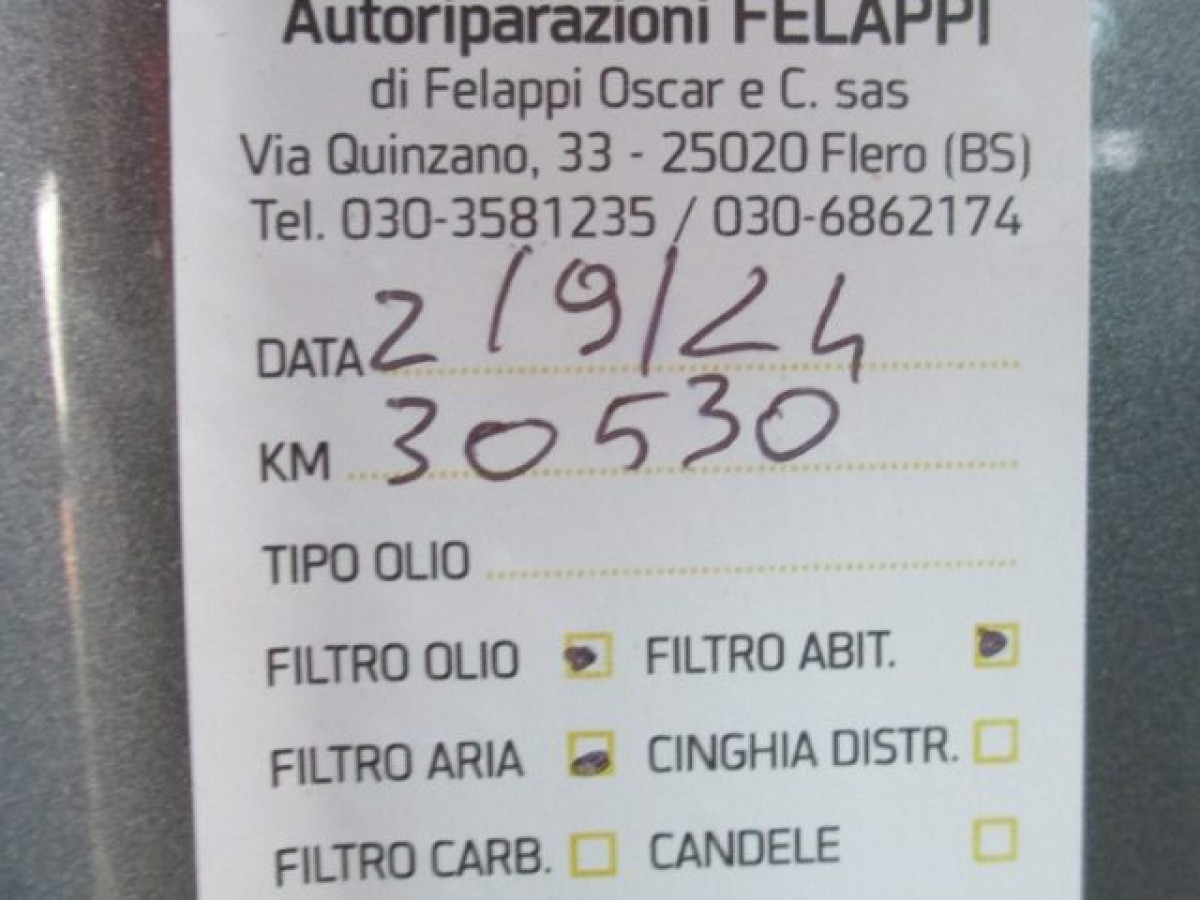 Autoriparazioni FELAPPI
di Felappi Oscar e C. sas
Via Quinzano, 33 - 25020 Flero (BS)
Tel. 030-3581235 / 030-6862174
DATA 2/9/24
KM 30530
TIPO OLIO
FILTRO OLIO FILTRO ABIT.
FILTRO ARIA CINGHIA DISTR.
FILTRO CARB. CANDELE